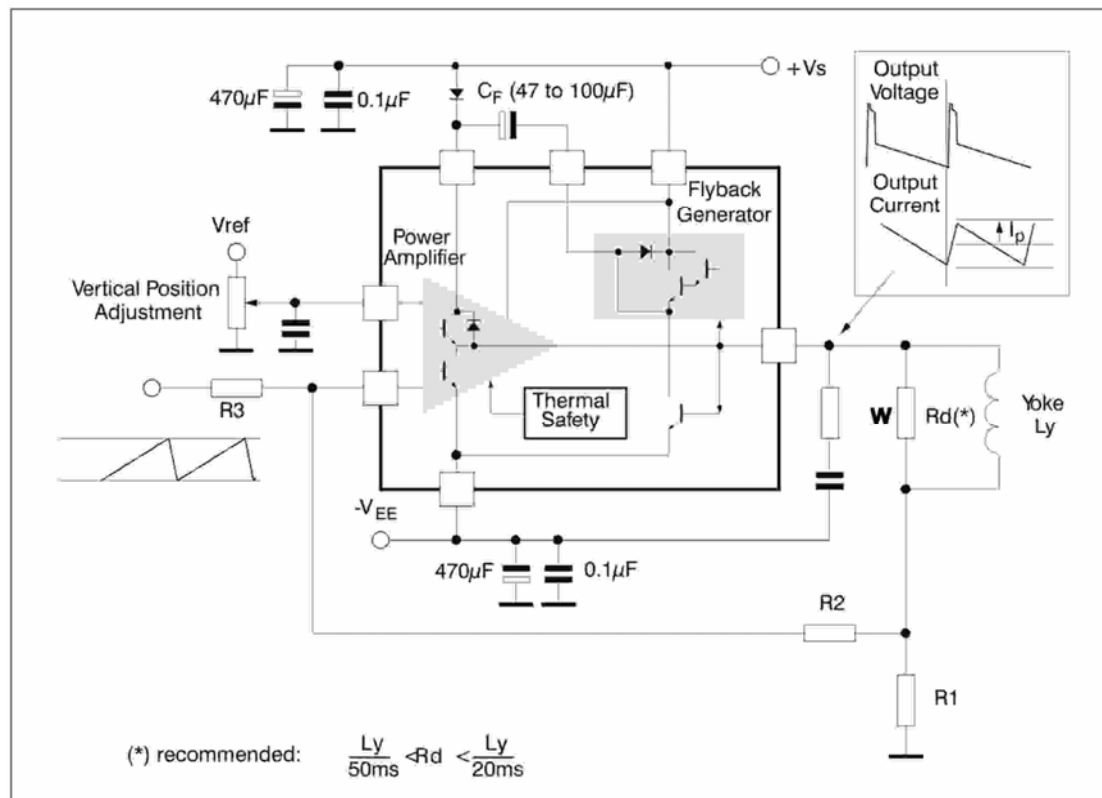 +Vs
470µF
0.1µF
C_F (47 to 100µF)
Output
Voltage
Output
Current
I_p
Flyback
Generator
Power
Amplifier
Vref
Vertical Position
Adjustment
R3
Thermal
Safety
W
Rd(*)
Yoke
Ly
-V_EE
470µF
0.1µF
R2
R1
(*) recommended: Ly/50ms <Rd < Ly/20ms